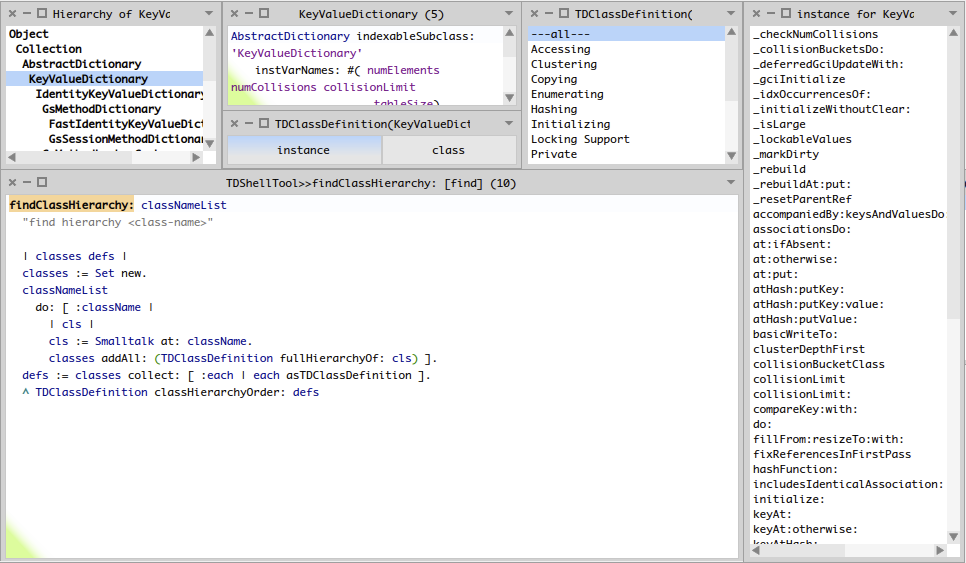 Hierarchy of KeyVa
Object
Collection
AbstractDictionary
KeyValueDictionary
IdentityKeyValueDictionary
GsMethodDictionary
FastIdentityKeyValueDict
GsSessionMethodDictionar
KeyValueDictionary (5)
AbstractDictionary indexableSubclass:
'KeyValueDictionary'
instVarNames: #( numElements
numCollisions collisionLimit
tableSize)
TDClassDefinition(KeyValueDict
instance
class
TDClassDefinition(
---all---
Accessing
Clustering
Copying
Enumerating
Hashing
Initializing
Locking Support
Private
instance for KeyVa
_checkNumCollisions
_collisionBucketsDo:
_deferredGciUpdateWith:
_gciInitialize
_idxOccurrencesOf:
_initializeWithoutClear:
_isLarge
_lockableValues
_markDirty
_rebuild
_rebuildAt:put:
_resetParentRef
accompaniedBy:keysAndValuesDo:
associationsDo:
at:ifAbsent:
at:otherwise:
at:put:
atHash:putKey:
atHash:putKey:value:
atHash:putValue:
basicWriteTo:
clusterDepthFirst
collisionBucketClass
collisionLimit
collisionLimit:
compareKey:with:
do:
fillFrom:resizeTo:with:
fixReferencesInFirstPass
hashFunction:
includesIdenticalAssociation:
initialize:
keyAt:
keyAt:otherwise:
keyAtHash:
TDShellTool>>findClassHierarchy: [find] (10)
findClassHierarchy: classNameList
"find hierarchy <class-name>"
| classes defs |
classes := Set new.
classNameList
do: [ :className |
| cls |
cls := Smalltalk at: className.
classes addAll: (TDClassDefinition fullHierarchyOf: cls) ].
defs := classes collect: [ :each | each asTDClassDefinition ].
^ TDClassDefinition classHierarchyOrder: defs